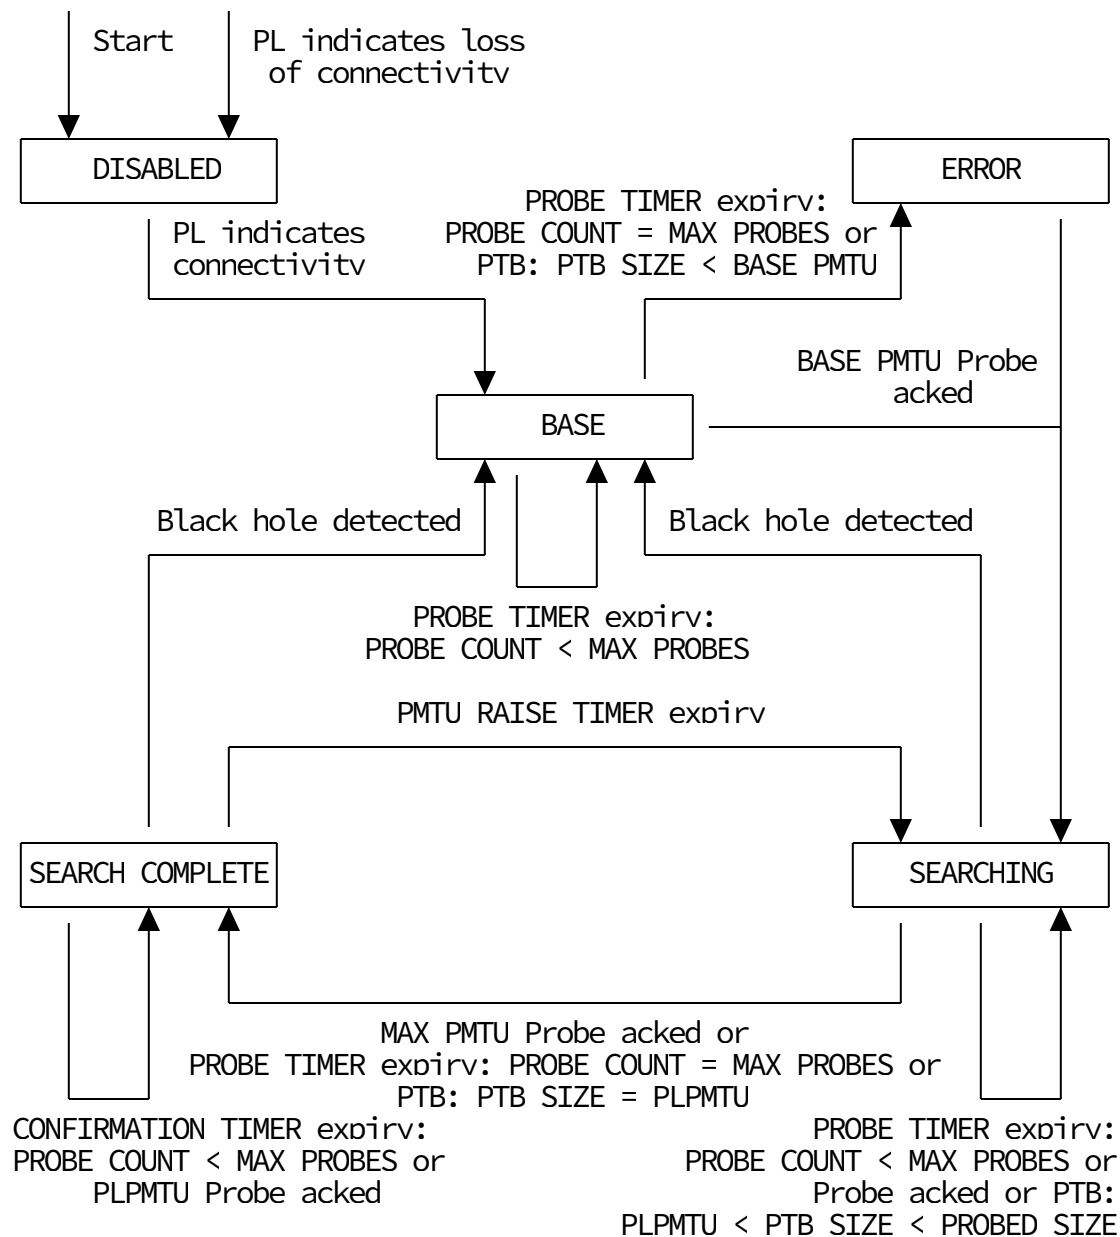 Start
PL indicates loss
of connectivity
DISABLED
ERROR
PROBE TIMER expiry:
PROBE COUNT = MAX PROBES or
PTB: PTB SIZE < BASE PMTU
PL indicates
connectivity
BASE PMTU Probe
acked
BASE
Black hole detected
Black hole detected
PROBE TIMER expiry:
PROBE COUNT < MAX PROBES
PMTU RAISE TIMER expiry
SEARCH COMPLETE
SEARCHING
MAX PMTU Probe acked or
PROBE TIMER expiry: PROBE COUNT = MAX PROBES or
PTB: PTB SIZE = PLPMTU
CONFIRMATION TIMER expiry:
PROBE COUNT < MAX PROBES or
PLPMTU Probe acked
PROBE TIMER expiry:
PROBE COUNT < MAX PROBES or
Probe acked or PTB:
PLPMTU < PTB SIZE < PROBED SIZE